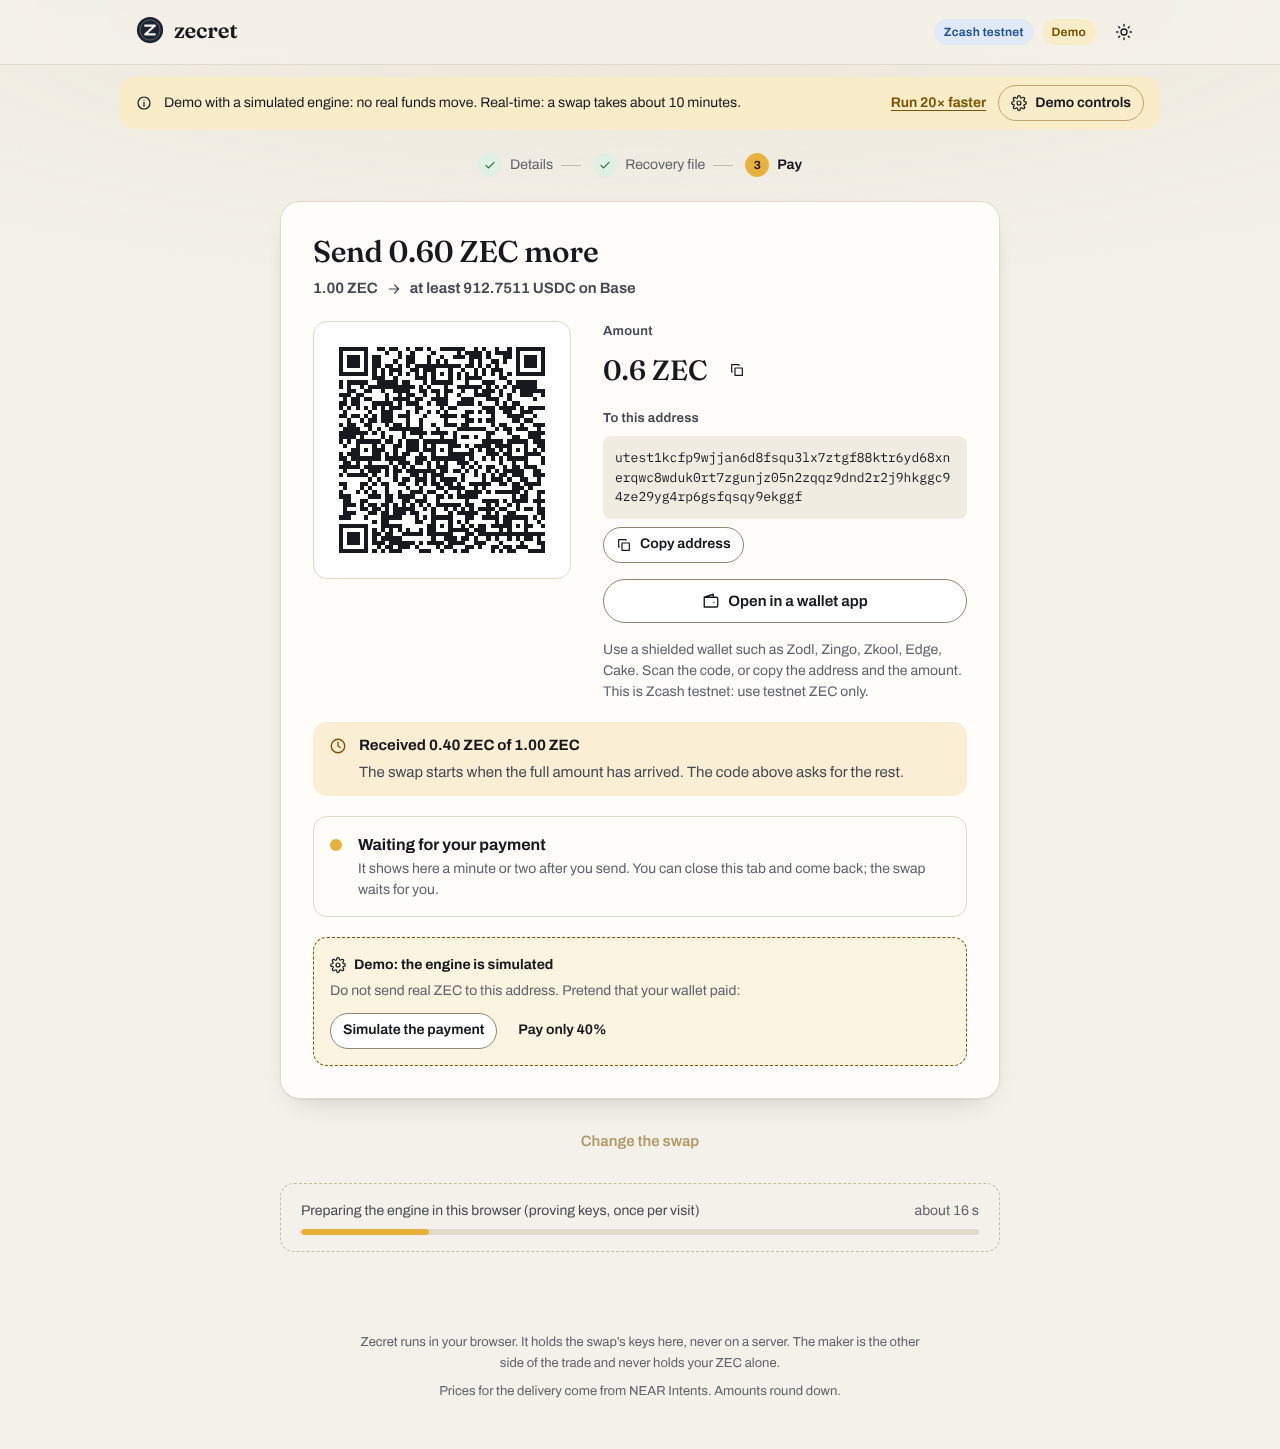 zecret
Zcash testnet
Demo
Demo with a simulated engine: no real funds move. Real-time: a swap takes about 10 minutes.
Run 20× faster
Demo controls
Details
Recovery file
3
Pay
Send 0.60 ZEC more
1.00 ZEC → at least 912.7511 USDC on Base
Amount
0.6 ZEC
To this address
utest1kcfp9wjjan6d8fsqu3lx7ztgf88ktr6yd68xn
erqwc8wduk0rt7zgunjz05n2zqqz9dnd2r2j9hkggc9
4ze29yg4rp6gsfqsqy9ekggf
Copy address
Open in a wallet app
Use a shielded wallet such as Zodl, Zingo, Zkool, Edge,
Cake. Scan the code, or copy the address and the amount.
This is Zcash testnet: use testnet ZEC only.
Received 0.40 ZEC of 1.00 ZEC
The swap starts when the full amount has arrived. The code above asks for the rest.
Waiting for your payment
It shows here a minute or two after you send. You can close this tab and come back; the swap
waits for you.
Demo: the engine is simulated
Do not send real ZEC to this address. Pretend that your wallet paid:
Simulate the payment
Pay only 40%
Change the swap
Preparing the engine in this browser (proving keys, once per visit)
about 16 s
Zecret runs in your browser. It holds the swap’s keys here, never on a server. The maker is the other
side of the trade and never holds your ZEC alone.
Prices for the delivery come from NEAR Intents. Amounts round down.